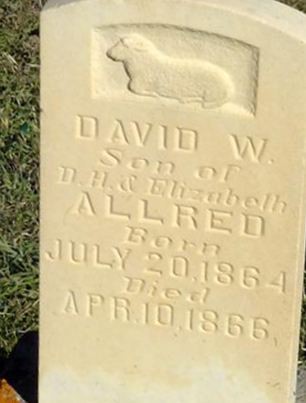 DAVID W.
Son of
D.H. & Elizabeth
ALLRED
Born
JULY 20, 1864
Died
APR. 10, 1866.